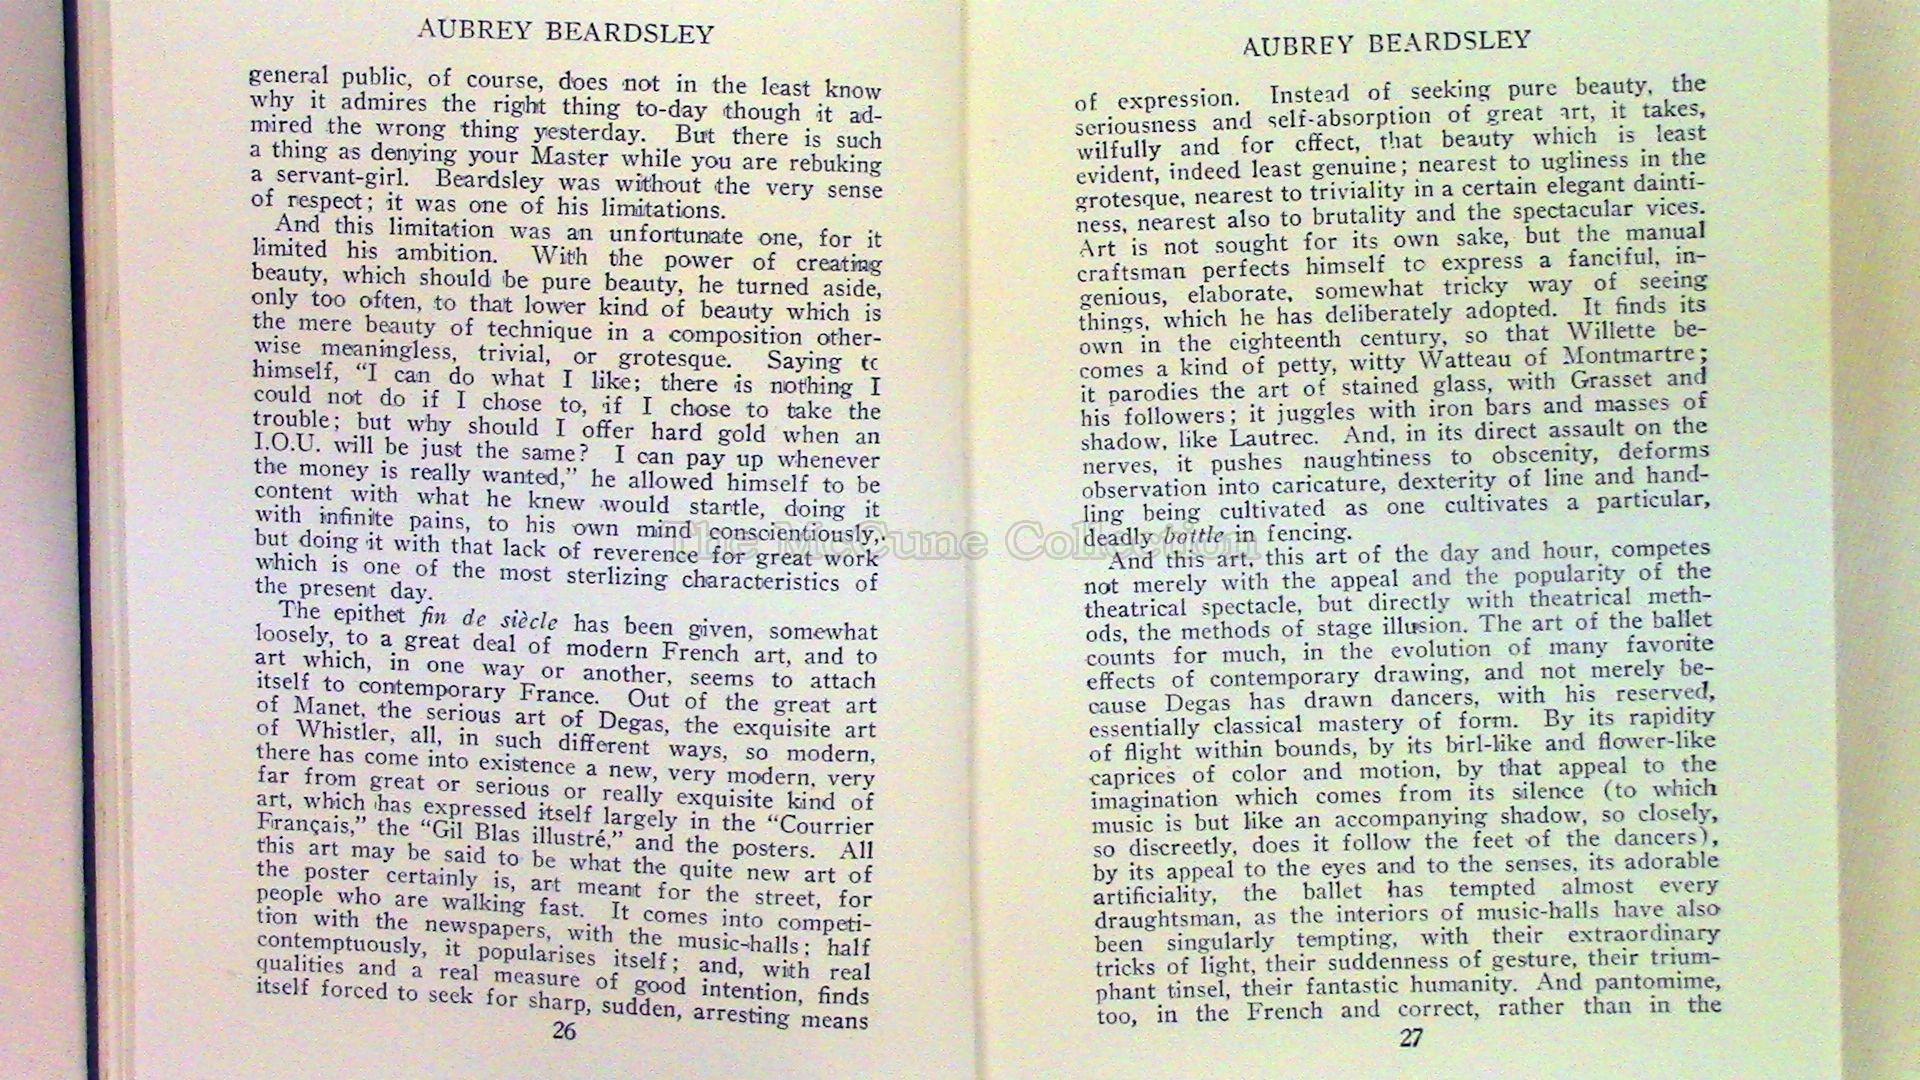 AUBREY BEARDSLEY
general public, of course, does not in the least know
why it admires the right thing to-day though it ad-
mired the wrong thing yesterday. But there is such
a thing as denying your Master while you are rebuking
a servant-girl. Beardsley was without the very sense
of respect; it was one of his limitations.
And this limitation was an unfortunate one, for it
limited his ambition. With the power of creating
beauty, which should be pure beauty, he turned aside,
only too often, to that lower kind of beauty which is
the mere beauty of technique in a composition other-
wise meaningless, trivial, or grotesque. Saying to
himself, "I can do what I like; there is nothing I
could not do if I chose to, if I chose to take the
trouble; but why should I offer hard gold when an
I.O.U. will be just the same? I can pay up whenever
the money is really wanted," he allowed himself to be
content with what he knew would startle, doing it
with infinite pains, to his own mind conscientiously,.
but doing it with that lack of reverence for great work
which is one of the most sterlizing characteristics of
the present day.
The epithet fin de siècle has been given, somewhat
loosely, to a great deal of modern French art, and to
art which, in one way or another, seems to attach
itself to contemporary France. Out of the great art
of Manet, the serious art of Degas, the exquisite art
of Whistler, all, in such different ways, so modern,
there has come into existence a new, very modern, very
far from great or serious or really exquisite kind of
art, which has expressed itself largely in the "Courrier
Français," the "Gil Blas illustré," and the posters. All
this art may be said to be what the quite new art of
the poster certainly is, art meant for the street, for
people who are walking fast. It comes into competi-
tion with the newspapers, with the music-halls; half
contemptuously, it popularises itself; and, with real
qualities and a real measure of good intention, finds
itself forced to seek for sharp, sudden, arresting means
26
AUBREY BEARDSLEY
of expression. Instead of seeking pure beauty, the
seriousness and self-absorption of great art, it takes,
wilfully and for effect, that beauty which is least
evident, indeed least genuine; nearest to ugliness in the
grotesque, nearest to triviality in a certain elegant dainti-
ness, nearest also to brutality and the spectacular vices.
Art is not sought for its own sake, but the manual
craftsman perfects himself to express a fanciful, in-
genious, elaborate, somewhat tricky way of seeing
things, which he has deliberately adopted. It finds its
own in the eighteenth century, so that Willette be-
comes a kind of petty, witty Watteau of Montmartre;
it parodies the art of stained glass, with Grasset and
his followers; it juggles with iron bars and masses of
shadow, like Lautrec. And, in its direct assault on the
nerves, it pushes naughtiness to obscenity, deforms
observation into caricature, dexterity of line and hand-
ling being cultivated as one cultivates a particular,
deadly bottle in fencing.
And this art, this art of the day and hour, competes
not merely with the appeal and the popularity of the
theatrical spectacle, but directly with theatrical meth-
ods, the methods of stage illusion. The art of the ballet
counts for much, in the evolution of many favorite
effects of contemporary drawing, and not merely be-
cause Degas has drawn dancers, with his reserved,
essentially classical mastery of form. By its rapidity
of flight within bounds, by its birl-like and flower-like
caprices of color and motion, by that appeal to the
imagination which comes from its silence (to which
music is but like an accompanying shadow, so closely,
so discreetly, does it follow the feet of the dancers),
by its appeal to the eyes and to the senses, its adorable
artificiality, the ballet has tempted almost every
draughtsman, as the interiors of music-halls have also
been singularly tempting, with their extraordinary
tricks of light, their suddenness of gesture, their trium-
phant tinsel, their fantastic humanity. And pantomime,
too, in the French and correct, rather than in the
27
The McCune Collection